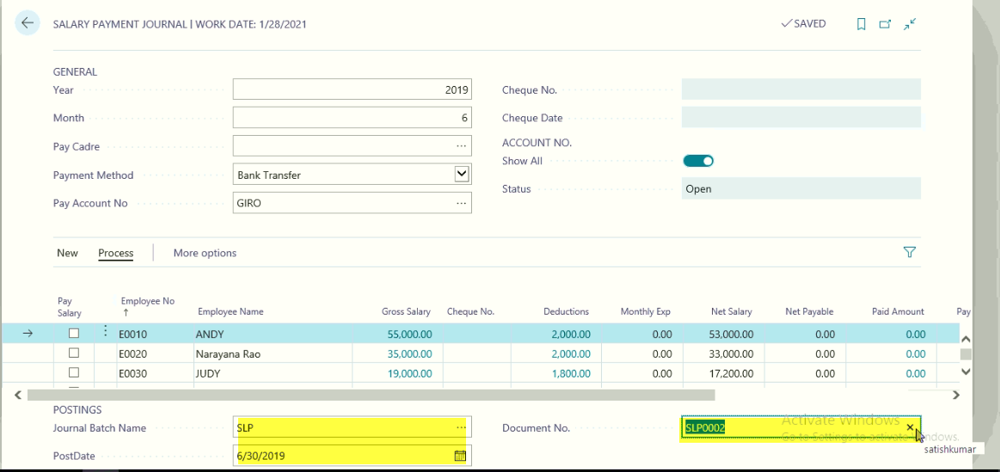 SALARY PAYMENT JOURNAL | WORK DATE: 1/28/2021
SAVED
GENERAL
Year 2019
Cheque No.
Month 6
Cheque Date
Pay Cadre ...
ACCOUNT NO.
Show All
Payment Method Bank Transfer
Status Open
Pay Account No GIRO ...
New Process More options
Pay Salary Employee No Employee Name Gross Salary Cheque No. Deductions Monthly Exp Net Salary Net Payable Paid Amount Pay
E0010 ANDY 55,000.00 2,000.00 0.00 53,000.00 0.00 0.00
E0020 Narayana Rao 35,000.00 2,000.00 0.00 33,000.00 0.00 0.00
E0030 JUDY 19,000.00 1,800.00 0.00 17,200.00 0.00 0.00
POSTINGS
Journal Batch Name SLP ...
Document No. SLP0002
Activate Windows
Go to Settings to activate Windows.
satishkumar
PostDate 6/30/2019